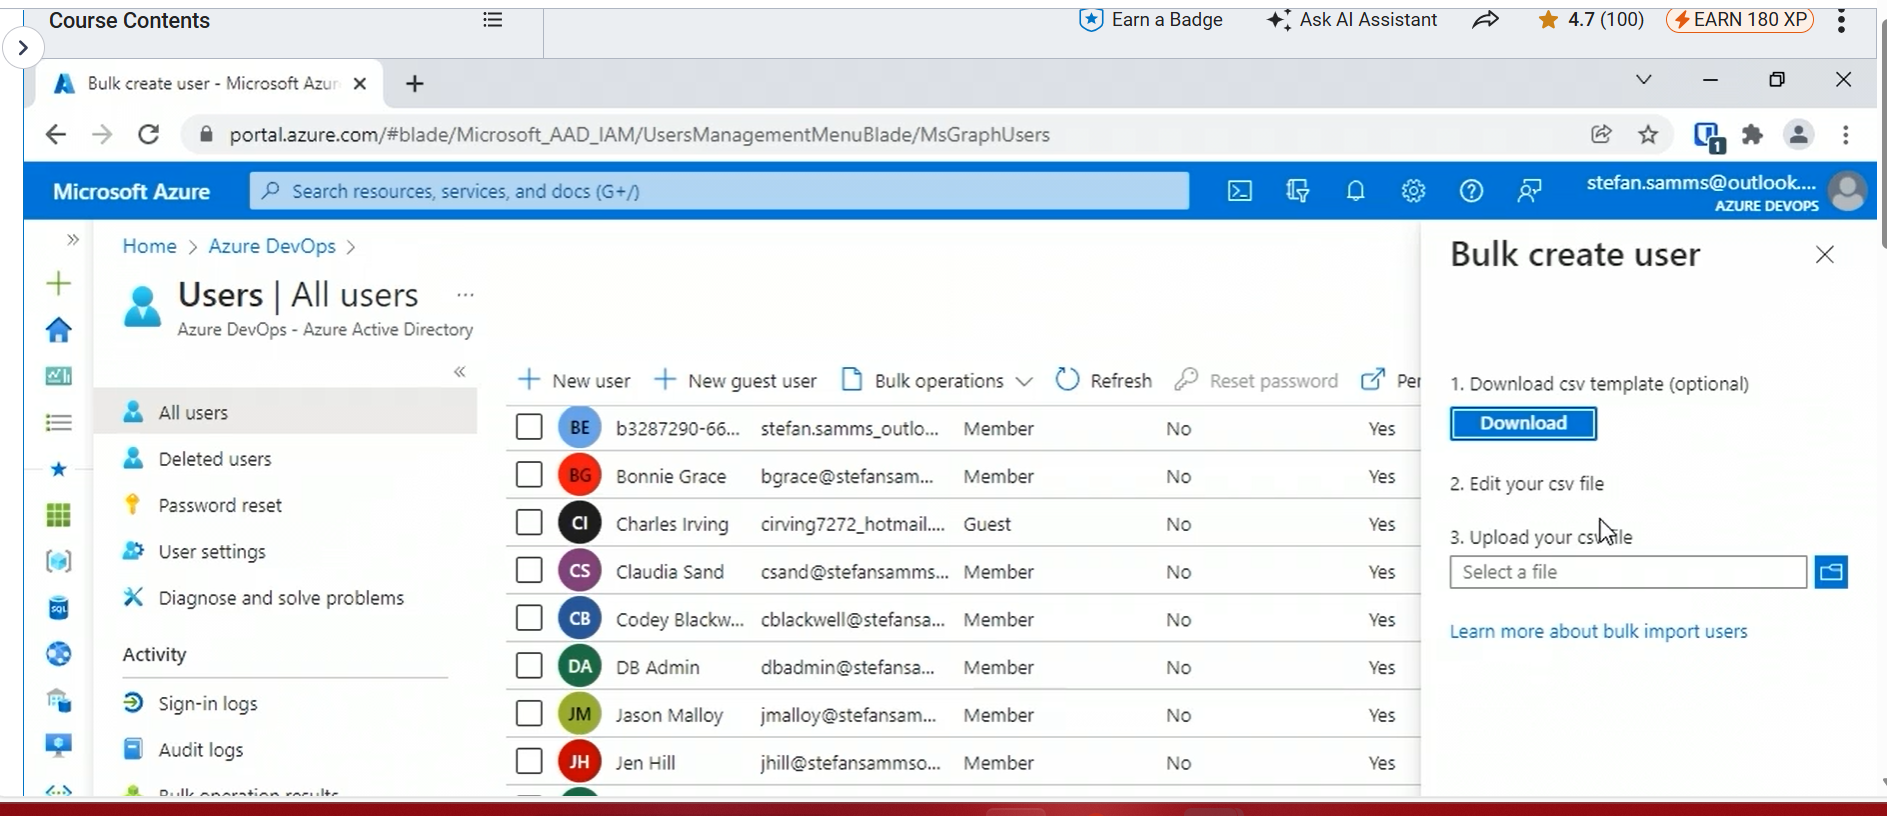 Course Contents
Earn a Badge
Ask AI Assistant
4.7 (100)
EARN 180 XP
Bulk create user - Microsoft Azur
portal.azure.com/#blade/Microsoft_AAD_IAM/UsersManagementMenuBlade/MsGraphUsers
1
Microsoft Azure
Search resources, services, and docs (G+/)
stefan.samms@outlook....
AZURE DEVOPS
Home > Azure DevOps >
Users | All users ...
Azure DevOps - Azure Active Directory
All users
Deleted users
Password reset
User settings
Diagnose and solve problems
Activity
Sign-in logs
Audit logs
Bulk operation results
SQL
New user
New guest user
Bulk operations
Refresh
Reset password
Per
BE b3287290-66... stefan.samms_outlo... Member No Yes
BG Bonnie Grace bgrace@stefansam... Member No Yes
CI Charles Irving cirving7272_hotmail.... Guest No Yes
CS Claudia Sand csand@stefansamms... Member No Yes
CB Codey Blackw... cblackwell@stefansa... Member No Yes
DA DB Admin dbadmin@stefansa... Member No Yes
JM Jason Malloy jmalloy@stefansam... Member No Yes
JH Jen Hill jhill@stefansammso... Member No Yes
Bulk create user
1. Download csv template (optional)
Download
2. Edit your csv file
3. Upload your csv file
Select a file
Learn more about bulk import users